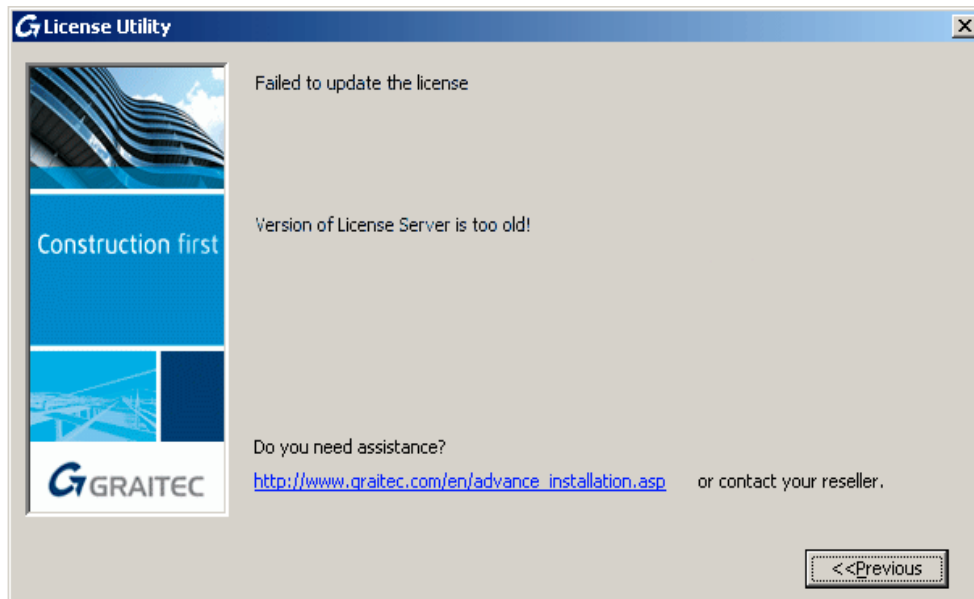 License Utility
Failed to update the license
Version of License Server is too old!
Construction first
Do you need assistance?
http://www.graitec.com/en/advance_installation.asp or contact your reseller.
GRAITEC
<<Previous